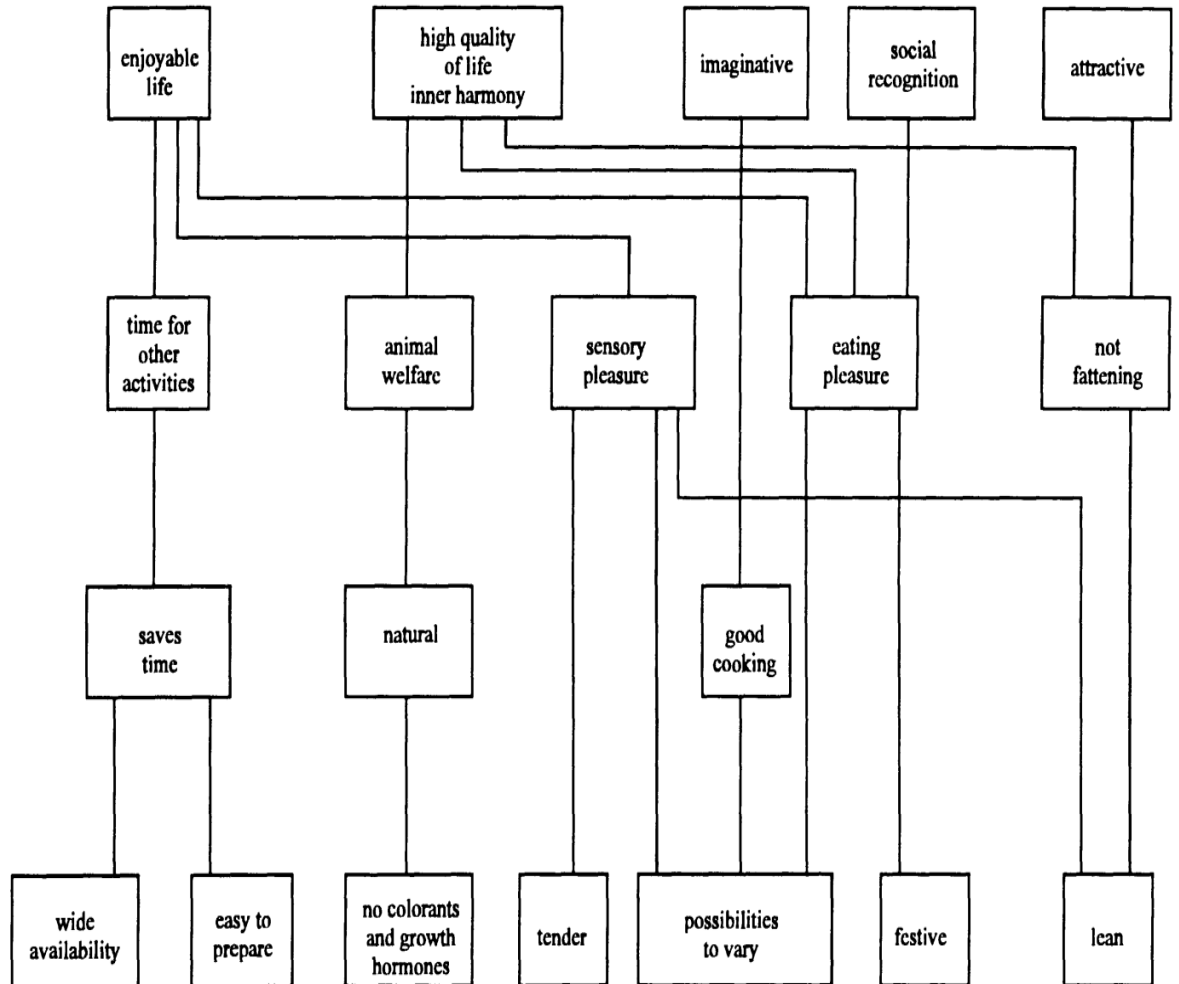 enjoyable
life
high quality
of life
inner harmony
imaginative
social
recognition
attractive
time for
other
activities
animal
welfare
sensory
pleasure
eating
pleasure
not
fattening
saves
time
natural
good
cooking
wide
availability
easy to
prepare
no colorants
and growth
hormones
tender
possibilities
to vary
festive
lean